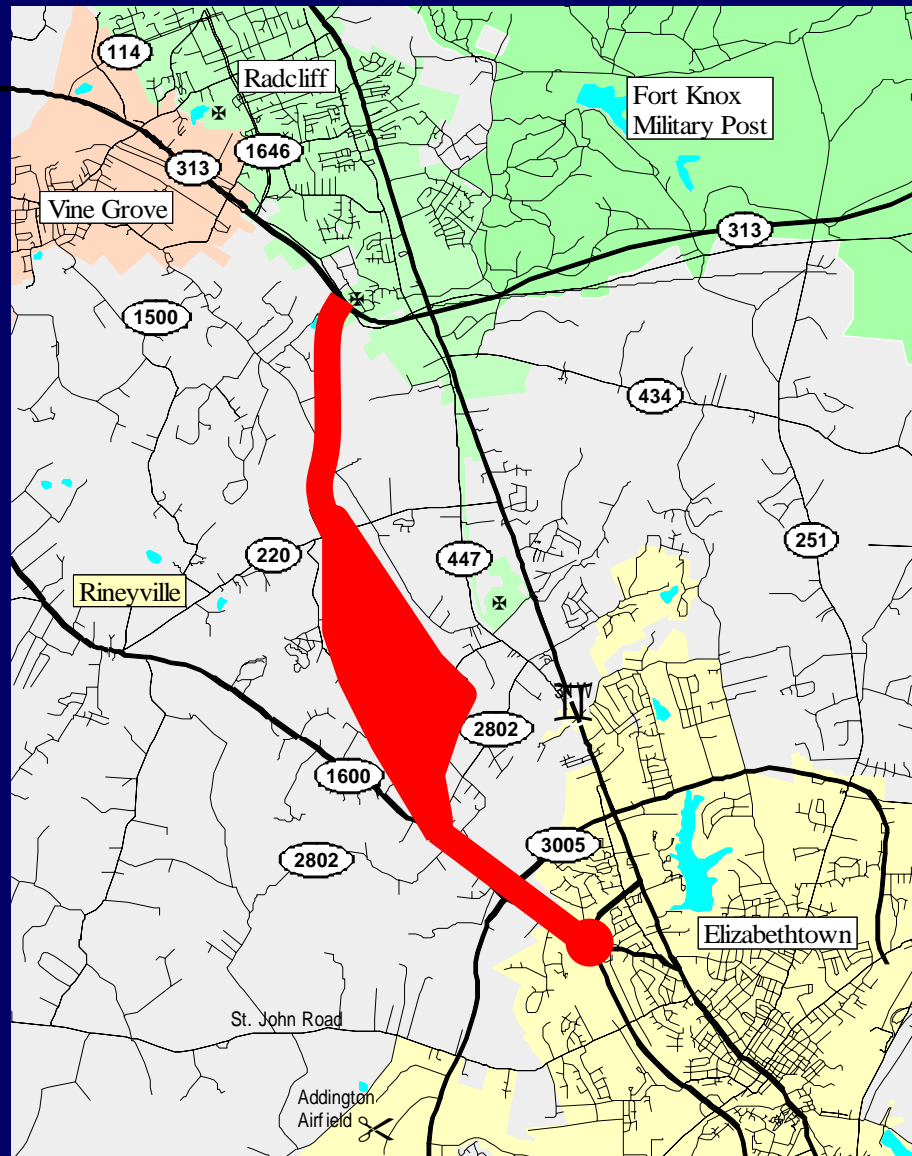 114
Radcliff
Fort Knox
Military Post
1646
313
Vine Grove
313
1500
434
251
220
447
Rineyville
2802
1600
3005
2802
Elizabethtown
St. John Road
Addington
Airfield